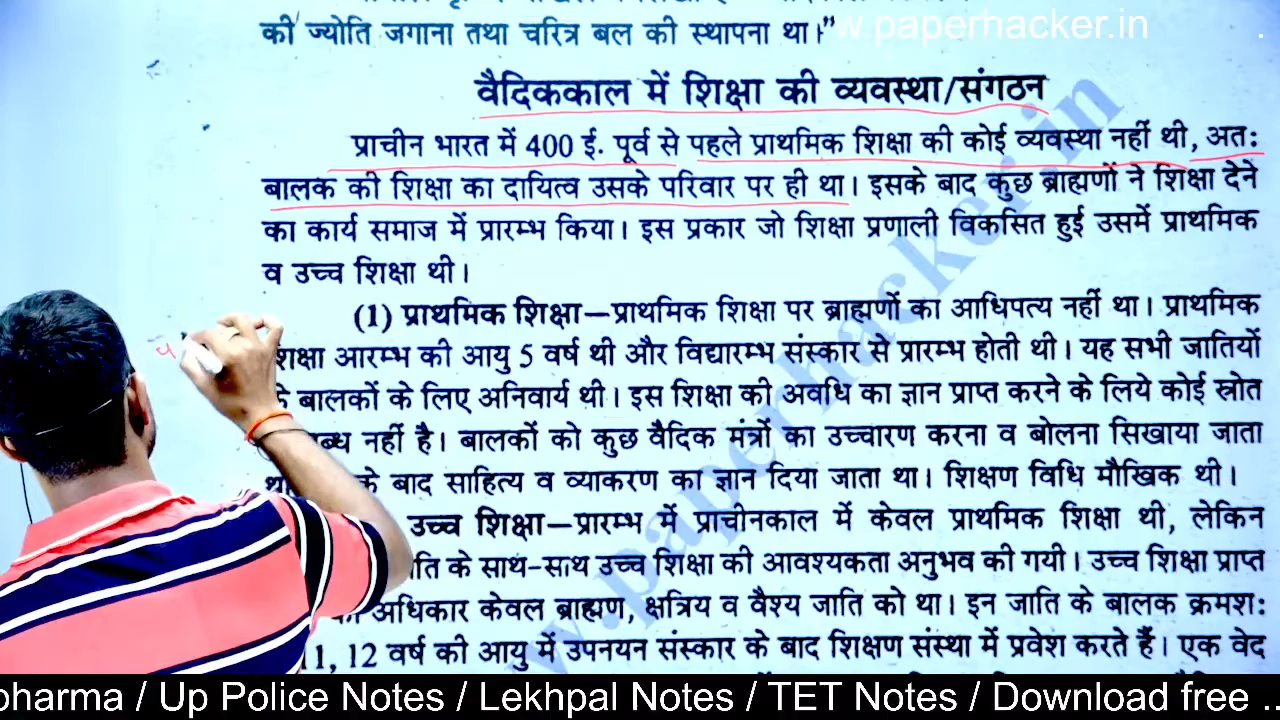 की ज्योति जगाना तथा चरित्र बल की स्थापना था।”
www.paperhacker.in
वैदिककाल में शिक्षा की व्यवस्था/संगठन
प्राचीन भारत में 400 ई. पूर्व से पहले प्राथमिक शिक्षा की कोई व्यवस्था नहीं थी, अतः
बालक की शिक्षा का दायित्व उसके परिवार पर ही था। इसके बाद कुछ ब्राह्मणों ने शिक्षा देने
का कार्य समाज में प्रारम्भ किया। इस प्रकार जो शिक्षा प्रणाली विकसित हुई उसमें प्राथमिक
व उच्च शिक्षा थी।
(1) प्राथमिक शिक्षा—प्राथमिक शिक्षा पर ब्राह्मणों का आधिपत्य नहीं था। प्राथमिक
शिक्षा आरम्भ की आयु 5 वर्ष थी और विद्यारम्भ संस्कार से प्रारम्भ होती थी। यह सभी जातियों
बालकों के लिए अनिवार्य थी। इस शिक्षा की अवधि का ज्ञान प्राप्त करने के लिये कोई स्रोत
नहीं है। बालकों को कुछ वैदिक मंत्रों का उच्चारण करना व बोलना सिखाया जाता
के बाद साहित्य व व्याकरण का ज्ञान दिया जाता था। शिक्षण विधि मौखिक थी।
उच्च शिक्षा—प्रारम्भ में प्राचीनकाल में केवल प्राथमिक शिक्षा थी, लेकिन
के साथ-साथ उच्च शिक्षा की आवश्यकता अनुभव की गयी। उच्च शिक्षा प्राप्त
अधिकार केवल ब्राह्मण, क्षत्रिय व वैश्य जाति को था। इन जाति के बालक क्रमशः
11, 12 वर्ष की आयु में उपनयन संस्कार के बाद शिक्षण संस्था में प्रवेश करते हैं। एक वेद
pharma / Up Police Notes / Lekhpal Notes / TET Notes / Download free ..